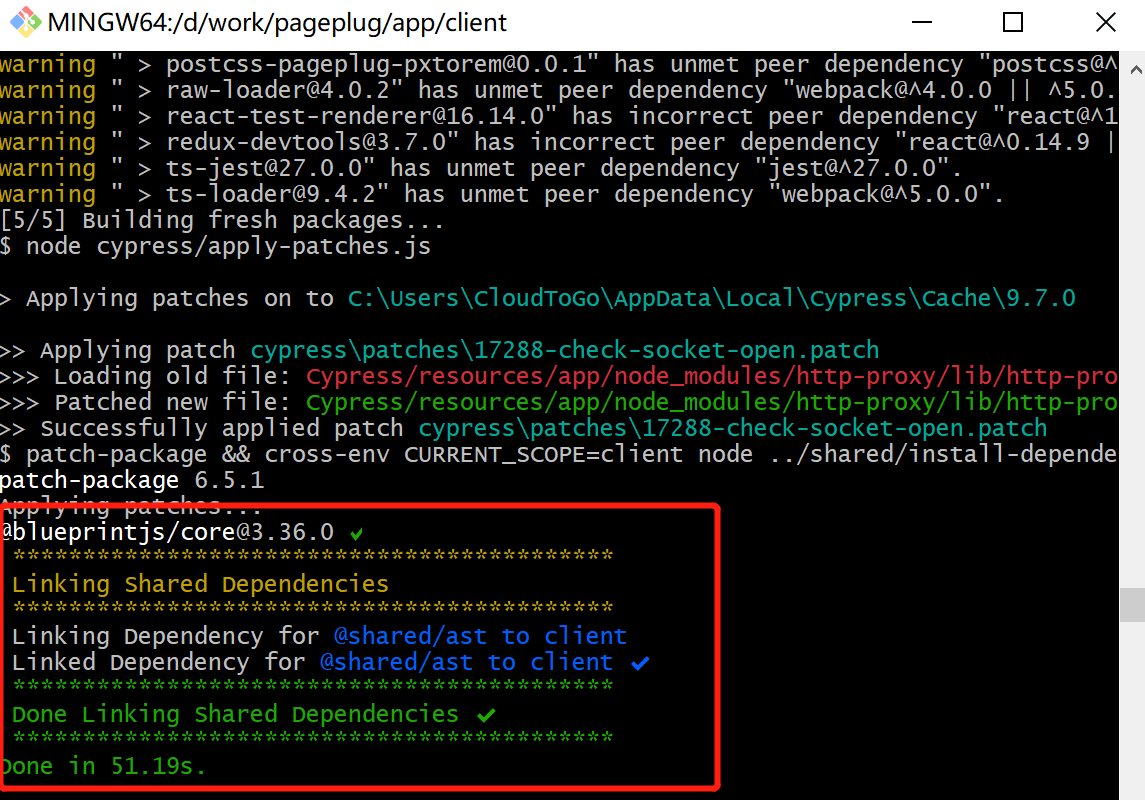 MINGW64:/d/work/pageplug/app/client
warning " > postcss-pageplug-pxtorem@0.0.1" has unmet peer dependency "postcss@^
warning " > raw-loader@4.0.2" has unmet peer dependency "webpack@^4.0.0 || ^5.0.
warning " > react-test-renderer@16.14.0" has incorrect peer dependency "react@^1
warning " > redux-devtools@3.7.0" has incorrect peer dependency "react@^0.14.9 |
warning " > ts-jest@27.0.0" has unmet peer dependency "jest@^27.0.0".
warning " > ts-loader@9.4.2" has unmet peer dependency "webpack@^5.0.0".
[5/5] Building fresh packages...
$ node cypress/apply-patches.js
> Applying patches on to C:\Users\CloudToGo\AppData\Local\Cypress\Cache\9.7.0
>> Applying patch cypress\patches\17288-check-socket-open.patch
>>> Loading old file: Cypress/resources/app/node_modules/http-proxy/lib/http-pro
>>> Patched new file: Cypress/resources/app/node_modules/http-proxy/lib/http-pro
>> Successfully applied patch cypress\patches\17288-check-socket-open.patch
$ patch-package && cross-env CURRENT_SCOPE=client node ../shared/install-depende
patch-package 6.5.1
Applying patches...
@blueprintjs/core@3.36.0 ✔
*******************************************
Linking Shared Dependencies
*******************************************
Linking Dependency for @shared/ast to client
Linked Dependency for @shared/ast to client ✔
*******************************************
Done Linking Shared Dependencies ✔
*******************************************
Done in 51.19s.